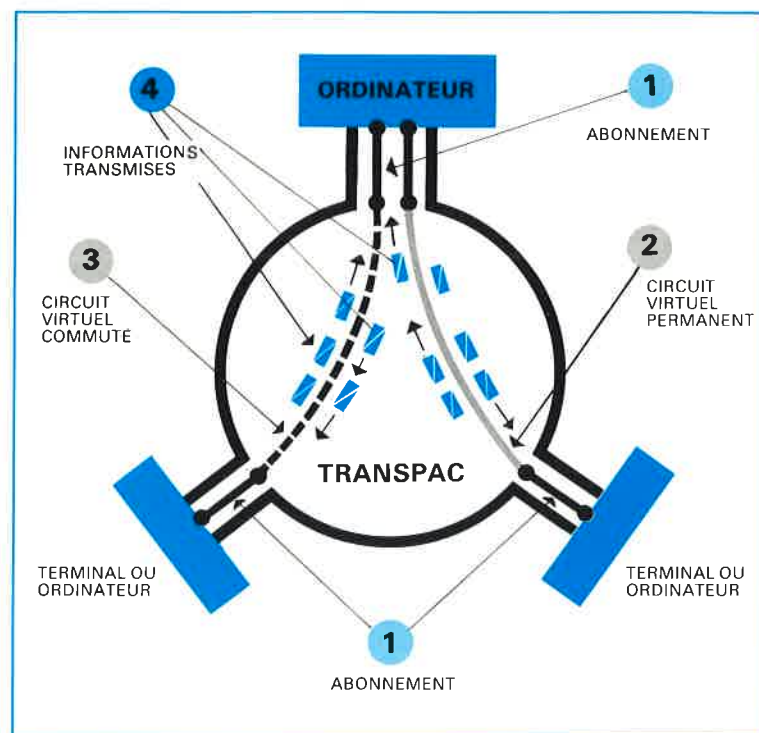 4
ORDINATEUR
1
ABONNEMENT
INFORMATIONS
TRANSMISES
3
2
CIRCUIT
VIRTUEL
COMMUTÉ
CIRCUIT
VIRTUEL
PERMANENT
TRANSPAC
TERMINAL OU
ORDINATEUR
TERMINAL OU
ORDINATEUR
1
ABONNEMENT